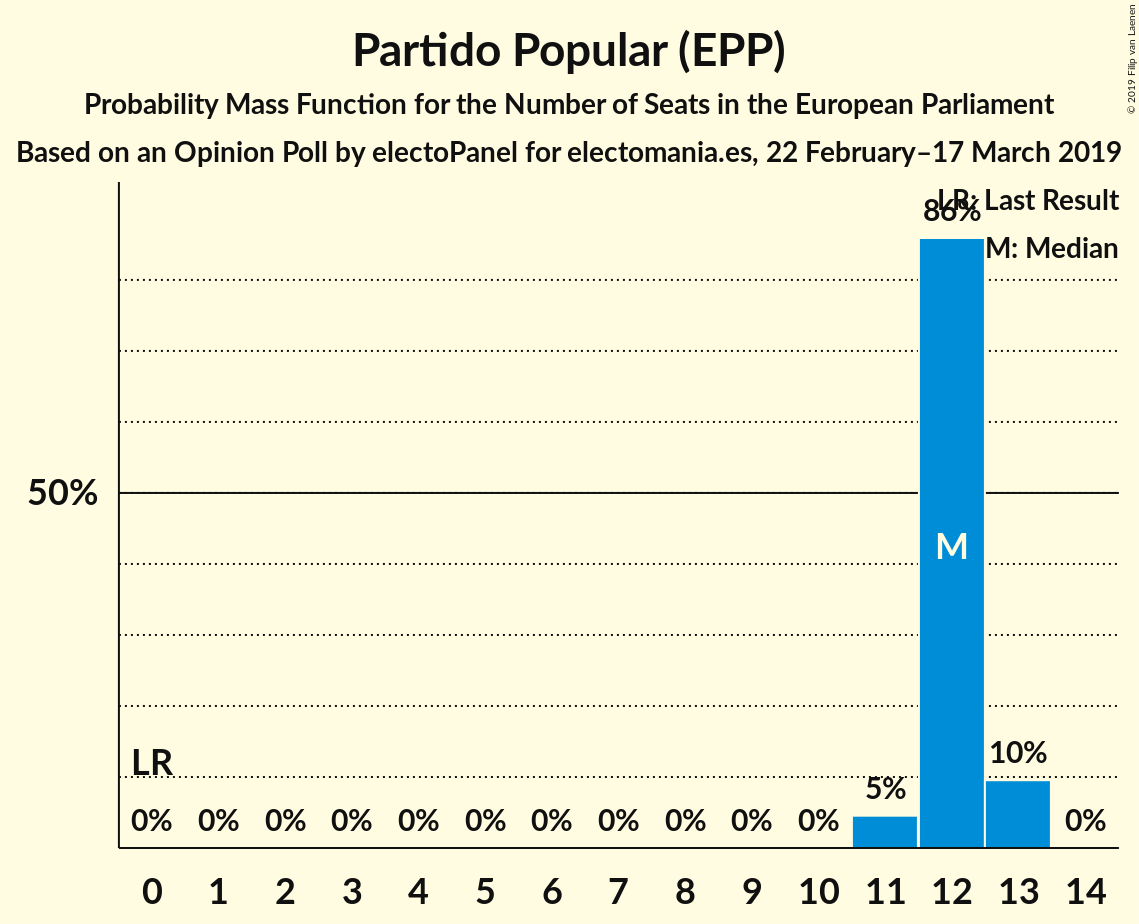 Partido Popular (EPP)
Probability Mass Function for the Number of Seats in the European Parliament
Based on an Opinion Poll by electoPanel for electomania.es, 22 February–17 March 2019
© 2019 Filip van Laenen
LR: Last Result
86%
M: Median
50%
M
LR
10%
5%
0% 0% 0% 0% 0% 0% 0% 0% 0% 0% 0% 0%
0 1 2 3 4 5 6 7 8 9 10 11 12 13 14